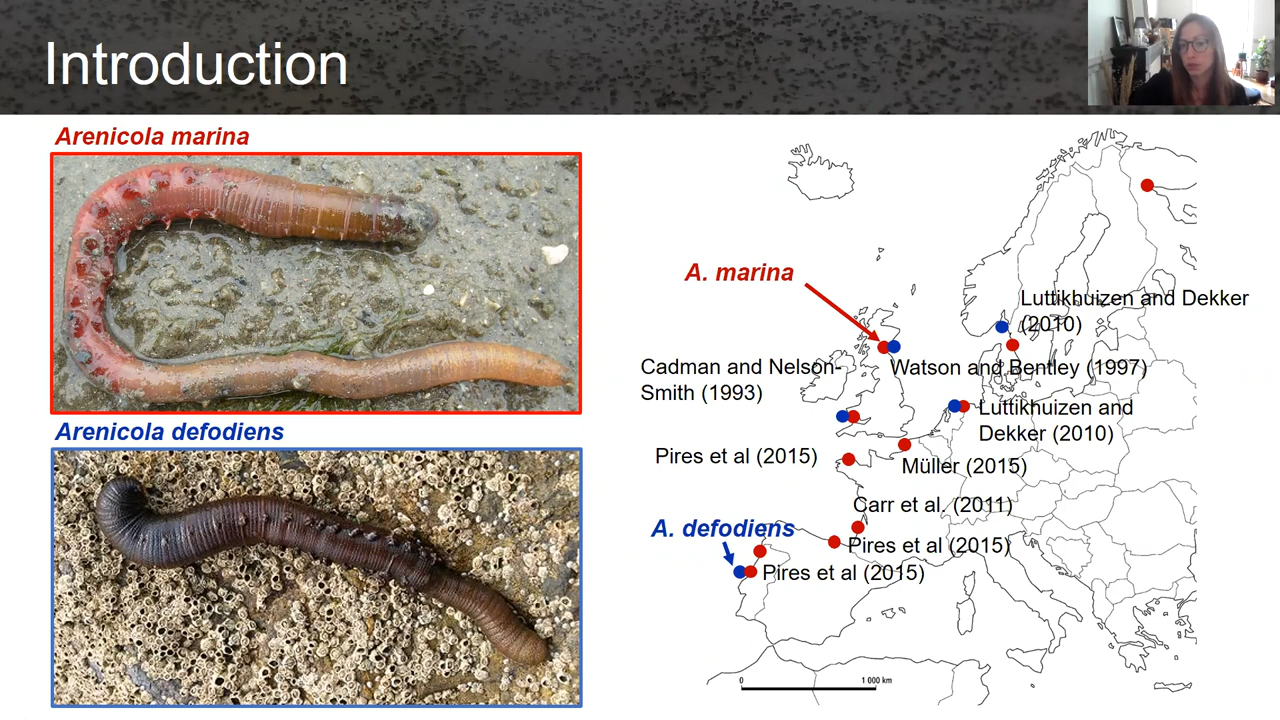 Introduction
Arenicola marina
Arenicola defodiens
A. marina
Luttikhuizen and Dekker
(2010)
Cadman and Nelson-
Smith (1993)
Watson and Bentley (1997)
Luttikhuizen and
Dekker (2010)
Pires et al (2015)
Müller (2015)
Carr et al. (2011)
A. defodiens
Pires et al (2015)
Pires et al (2015)
0
1 000 km